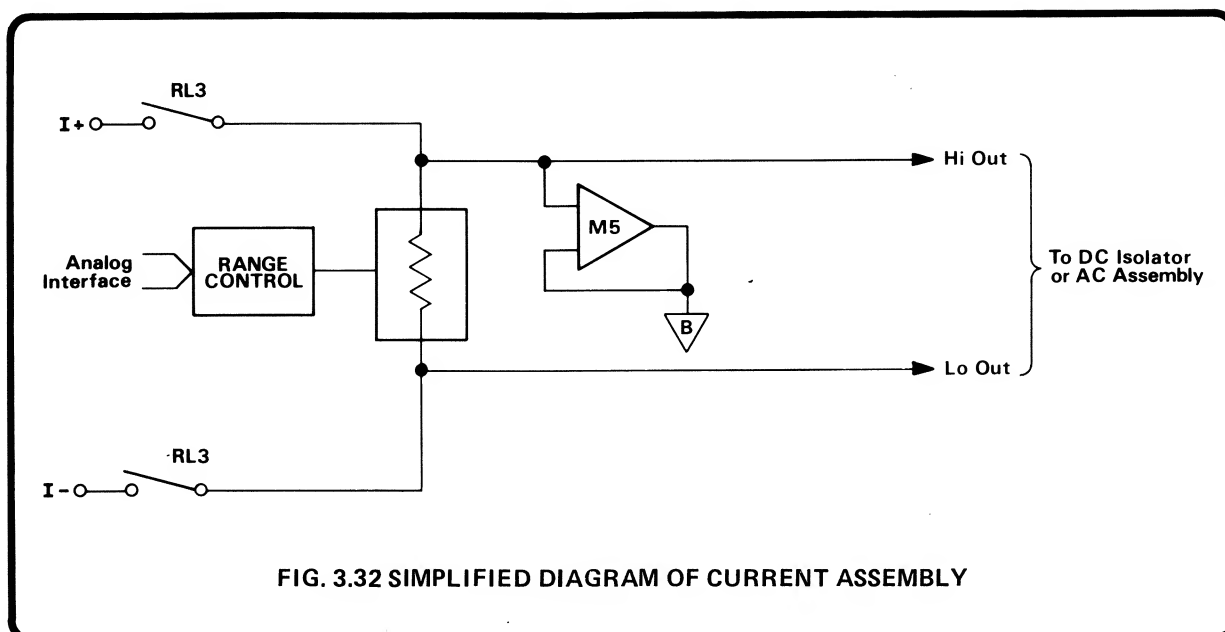 RL3
I+
Hi Out
M5
Analog
Interface
RANGE
CONTROL
To DC Isolator
or AC Assembly
B
Lo Out
RL3
I-
FIG. 3.32 SIMPLIFIED DIAGRAM OF CURRENT ASSEMBLY